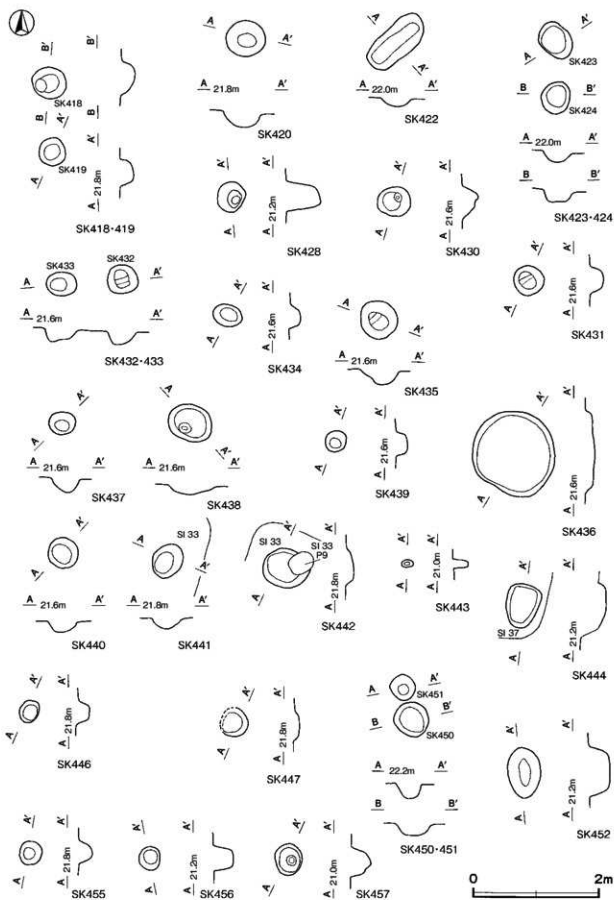 B'
B'
SK418
B
B
A'
A'
SK419
A
21.8m
A
SK418・419
A
A'
A
21.8m
A'
SK420
A
A'
A
22.0m
A'
SK422
A'
SK423
A
B
B'
SK424
A
22.0m
A'
B
B'
SK423・424
A'
A'
A
21.2m
A
SK428
A'
A'
A
21.6m
A
SK430
SK433
SK432
A
A'
A
21.6m
A'
SK432・433
A'
A'
A
21.6m
A
SK434
A
A'
A
21.6m
A'
SK435
A'
A'
A
21.6m
A
SK431
A'
A
A
21.6m
A'
SK437
A
A'
A
21.6m
A'
SK438
A'
A'
A
21.6m
A
SK439
A'
A'
A
21.6m
A
SK436
A'
A
A
21.6m
A'
SK440
SI 33
A
A'
A
21.8m
A'
SK441
A'
A'
SI 33
SI 33
P9
A
21.8m
A
SK442
A'
A'
A
21.0m
A
SK443
A'
A'
SI 37
A
21.2m
A
SK444
A'
A'
A
21.8m
A
SK446
A'
A'
A
21.8m
A
SK447
SK451
A
A'
B
B'
SK450
A
22.2m
A'
B
B'
SK450・451
A'
A'
A
21.2m
A
SK452
A'
A'
A
21.8m
A
SK455
A'
A'
A
21.2m
A
SK456
A'
A'
A
21.0m
A
SK457
0
2m